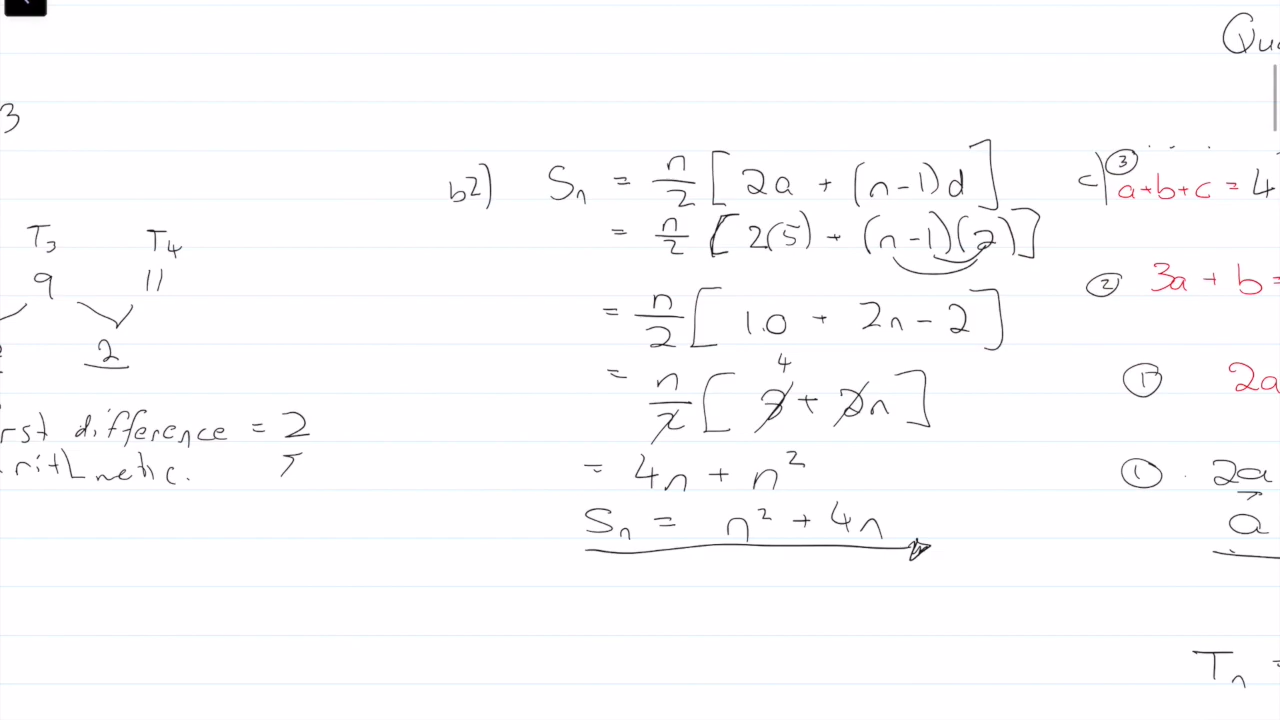 3
T₃ T₄
9 11
2
rst difference = 2
rithmetic.
b2) Sₙ = n/2 [ 2a + (n-1)d ]
= n/2 [ 2(5) + (n-1)(2) ]
= n/2 [ 10 + 2n - 2 ]
4
= n/2 [ 8 + 2n ]
= 4n + n²
Sₙ = n² + 4n
Qua
c) ③ a+b+c = 4
② 3a + b =
① 2a
① 2a
a
Tₙ =